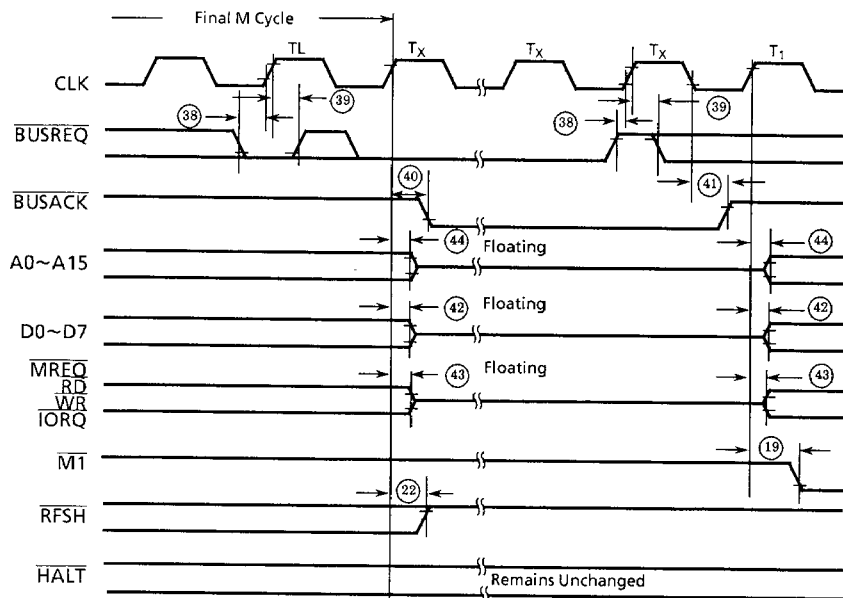 Final M Cycle
TL
TX
TX
TX
T1
CLK
38
39
38
39
BUSREQ
40
41
BUSACK
44
Floating
44
A0~A15
42
Floating
42
D0~D7
MREQ
43
Floating
43
RD
WR
IORQ
M1
19
22
RFSH
HALT
Remains Unchanged